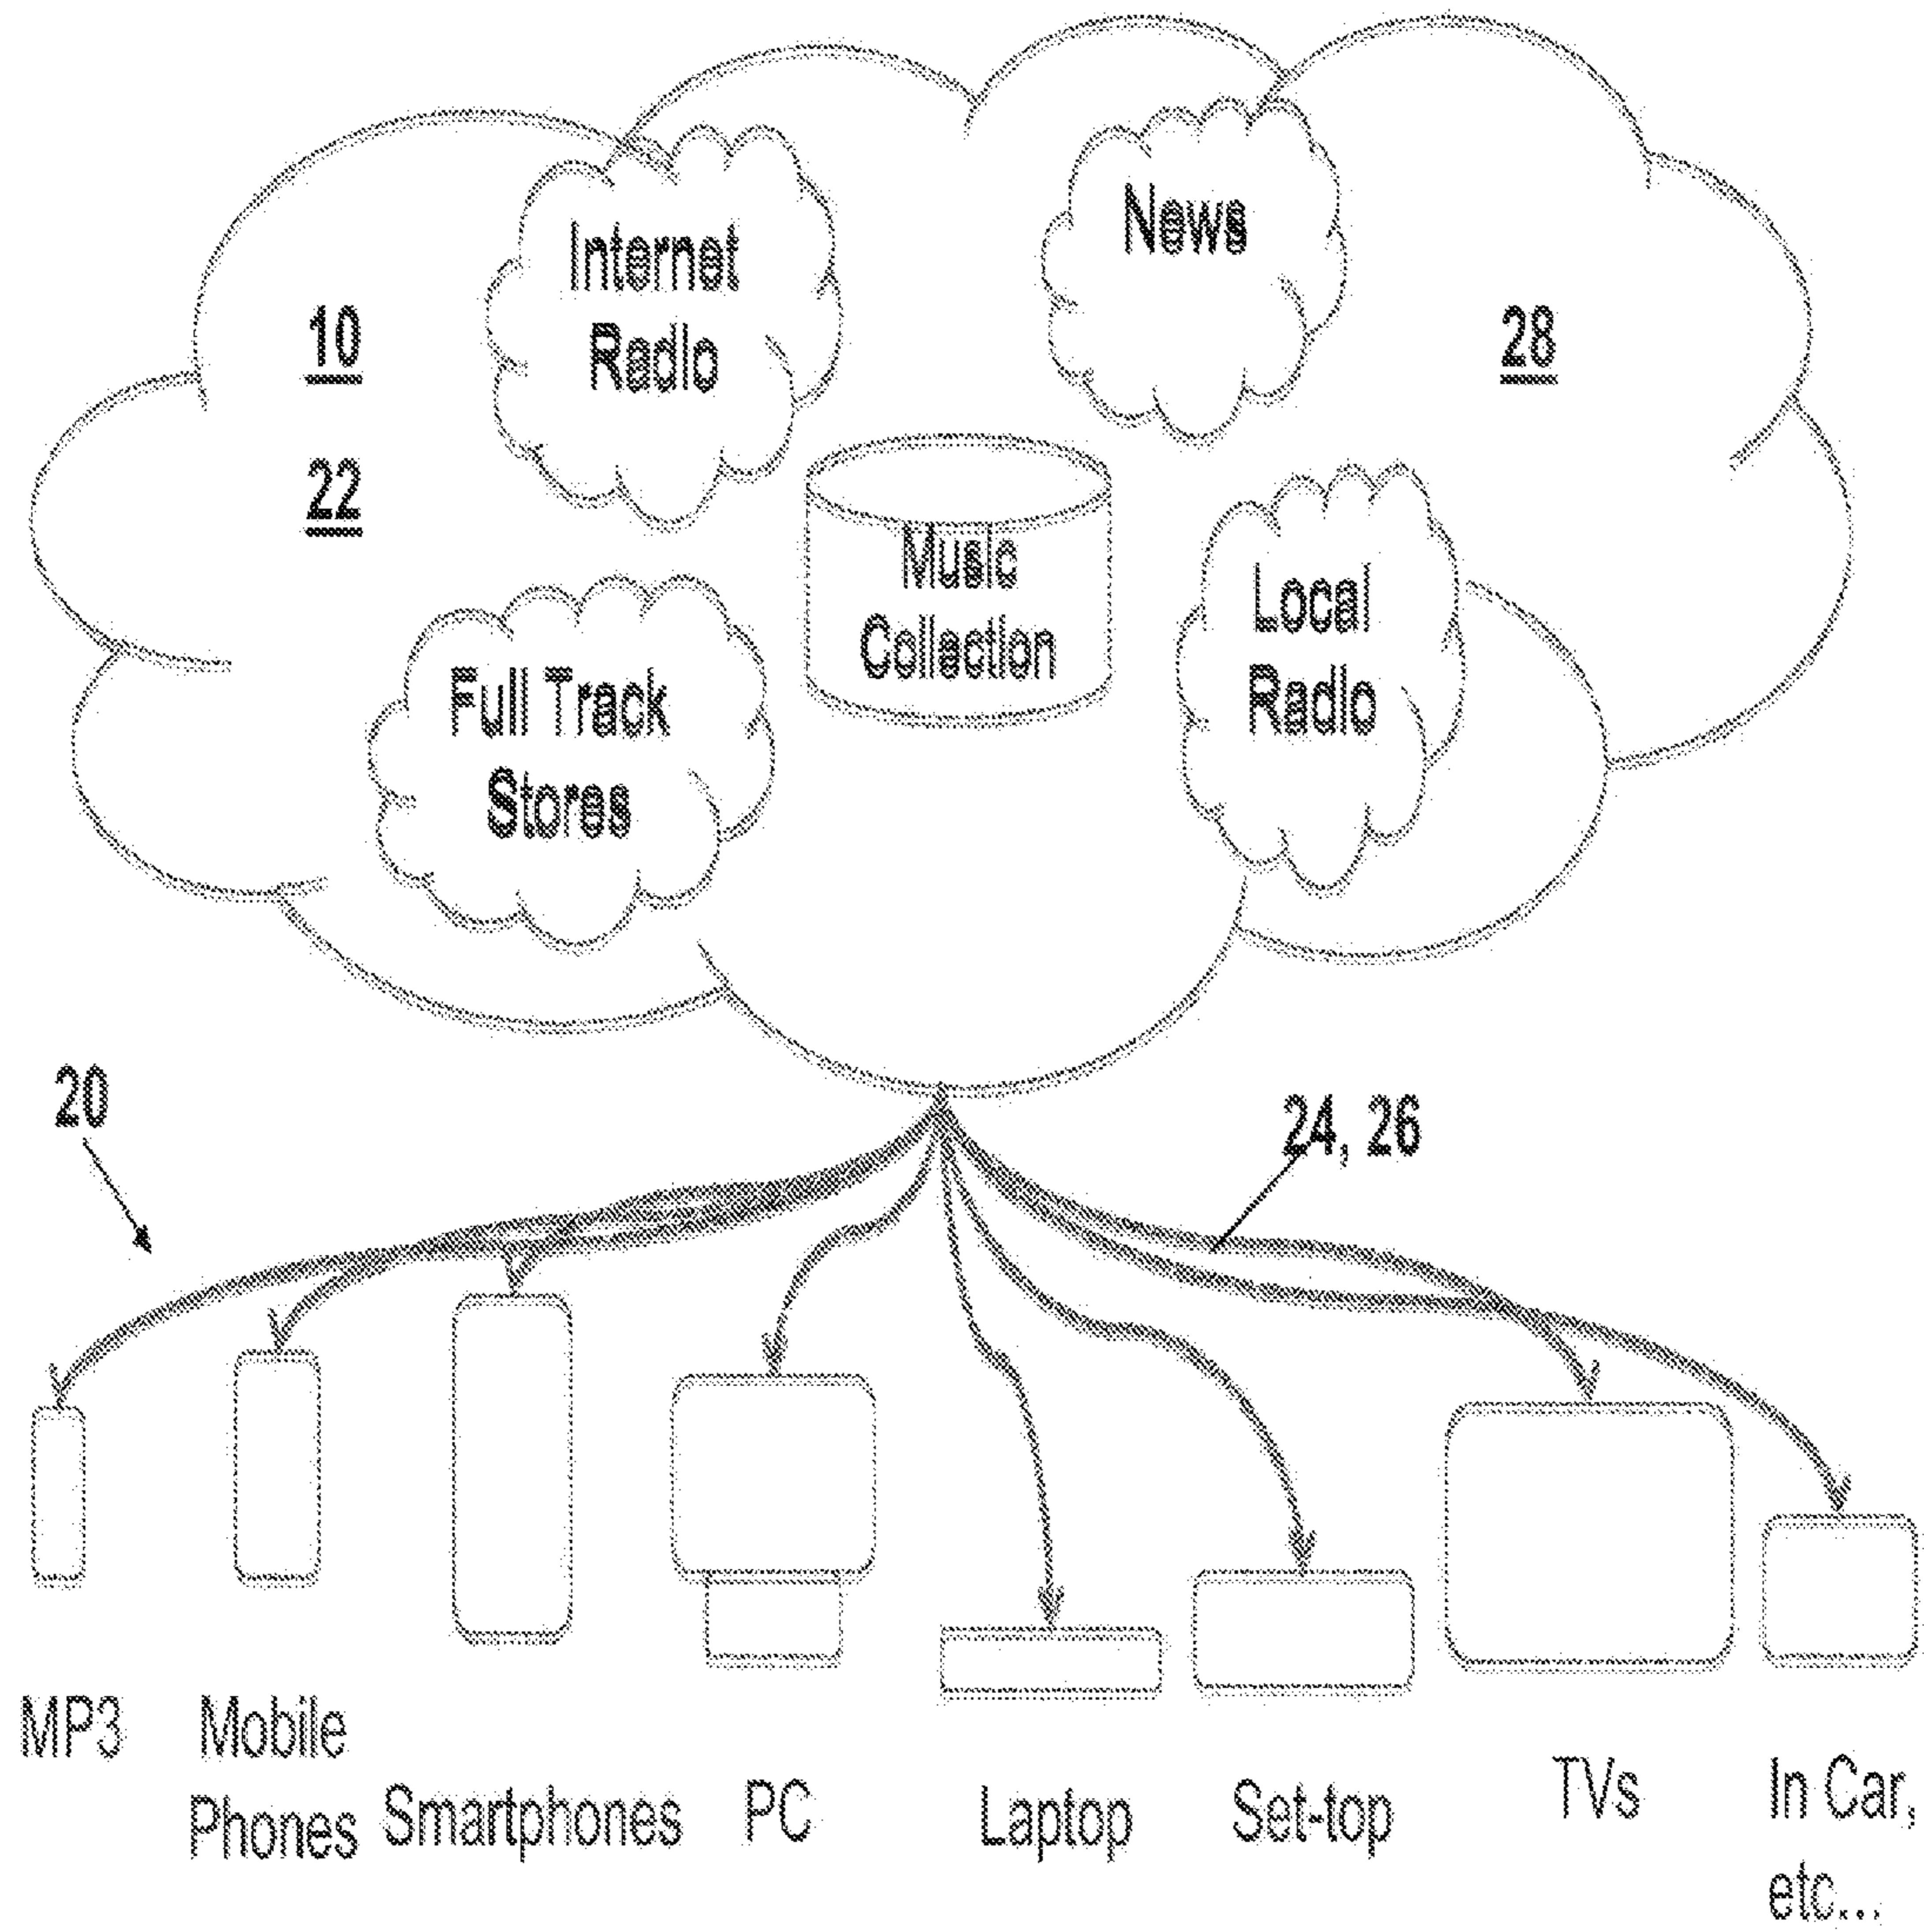 Internet
Radio
News
10
28
22
Music
Collection
Local
Radio
Full Track
Stores
20
24, 26
MP3
Mobile
Phones
Smartphones
PC
Laptop
Set-top
TVs
In Car,
etc...